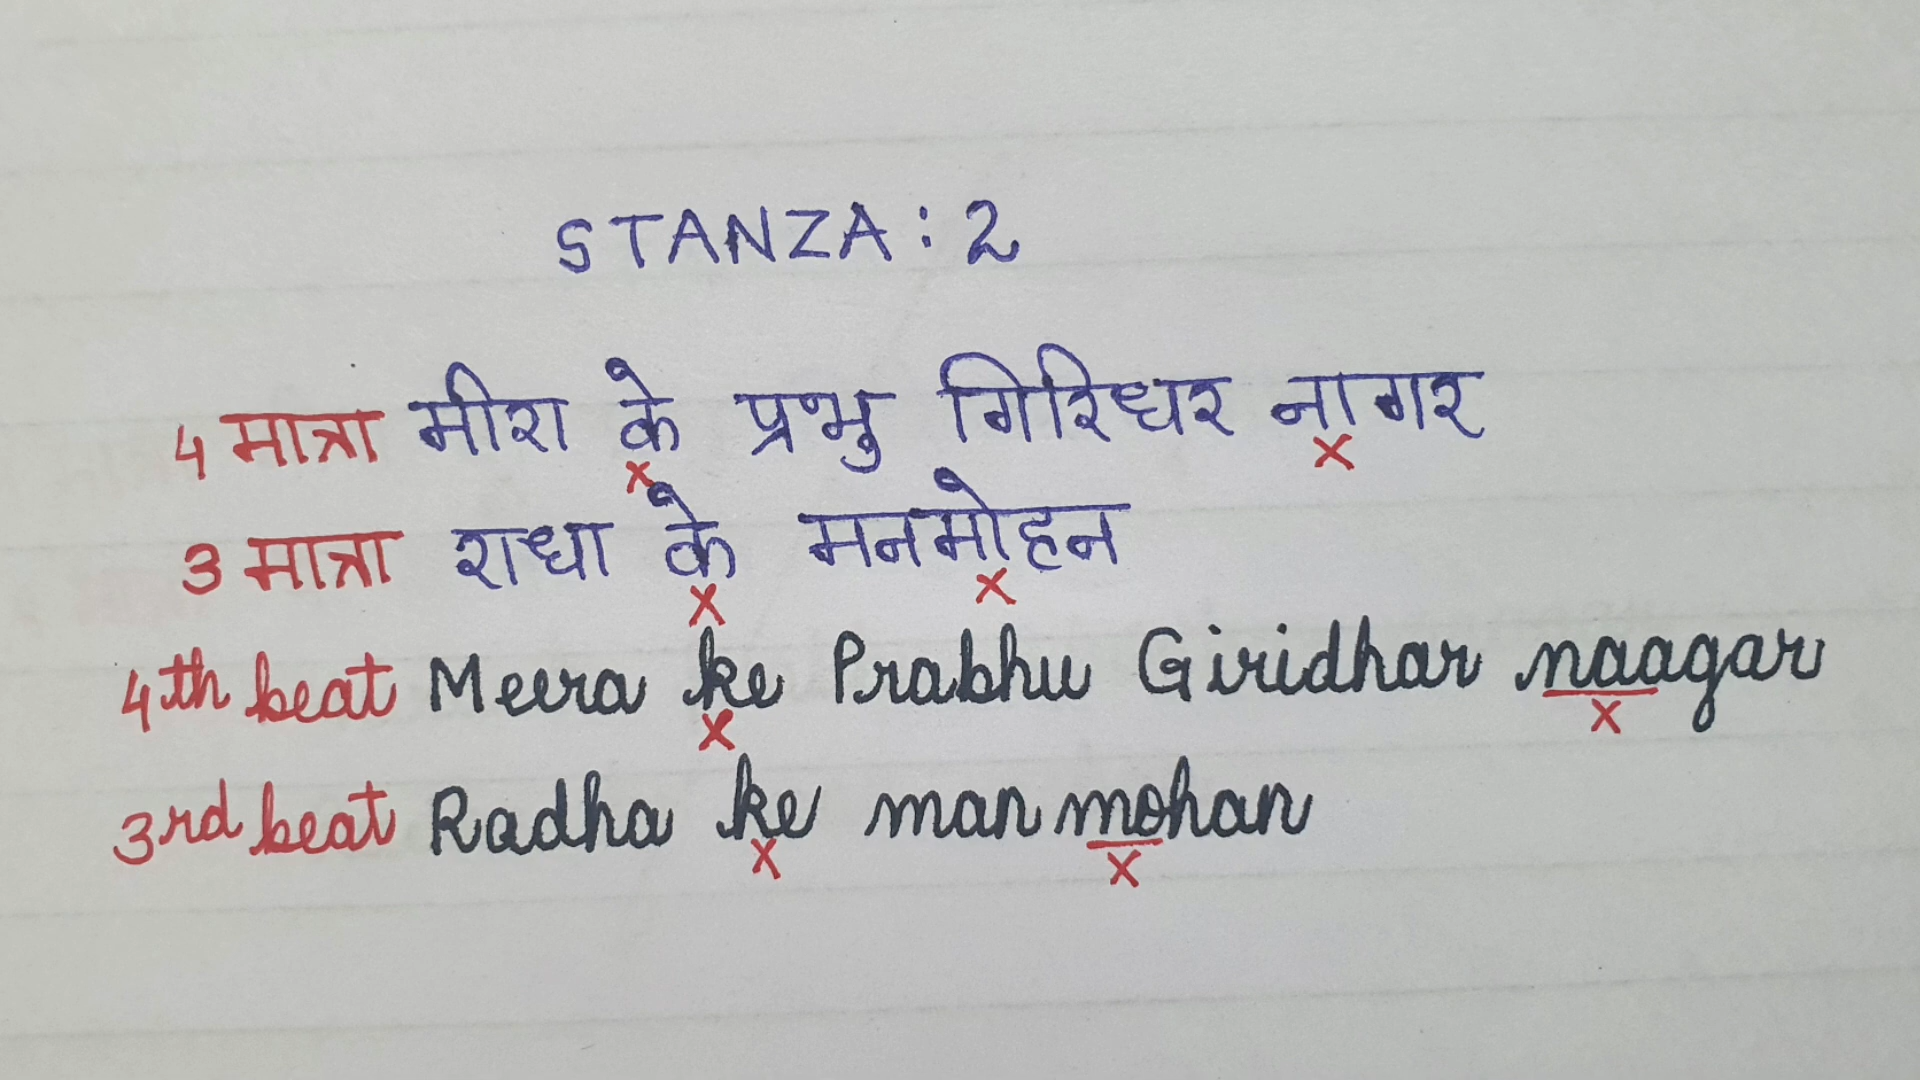 STANZA: 2
4 मात्रा मीरा के प्रभु गिरिधर नागर
x x
3 मात्रा राधा के मनमोहन
x x
4th beat Meera ke Prabhu Giridhar naagar
x x
3rd beat Radha ke man mohan
x x